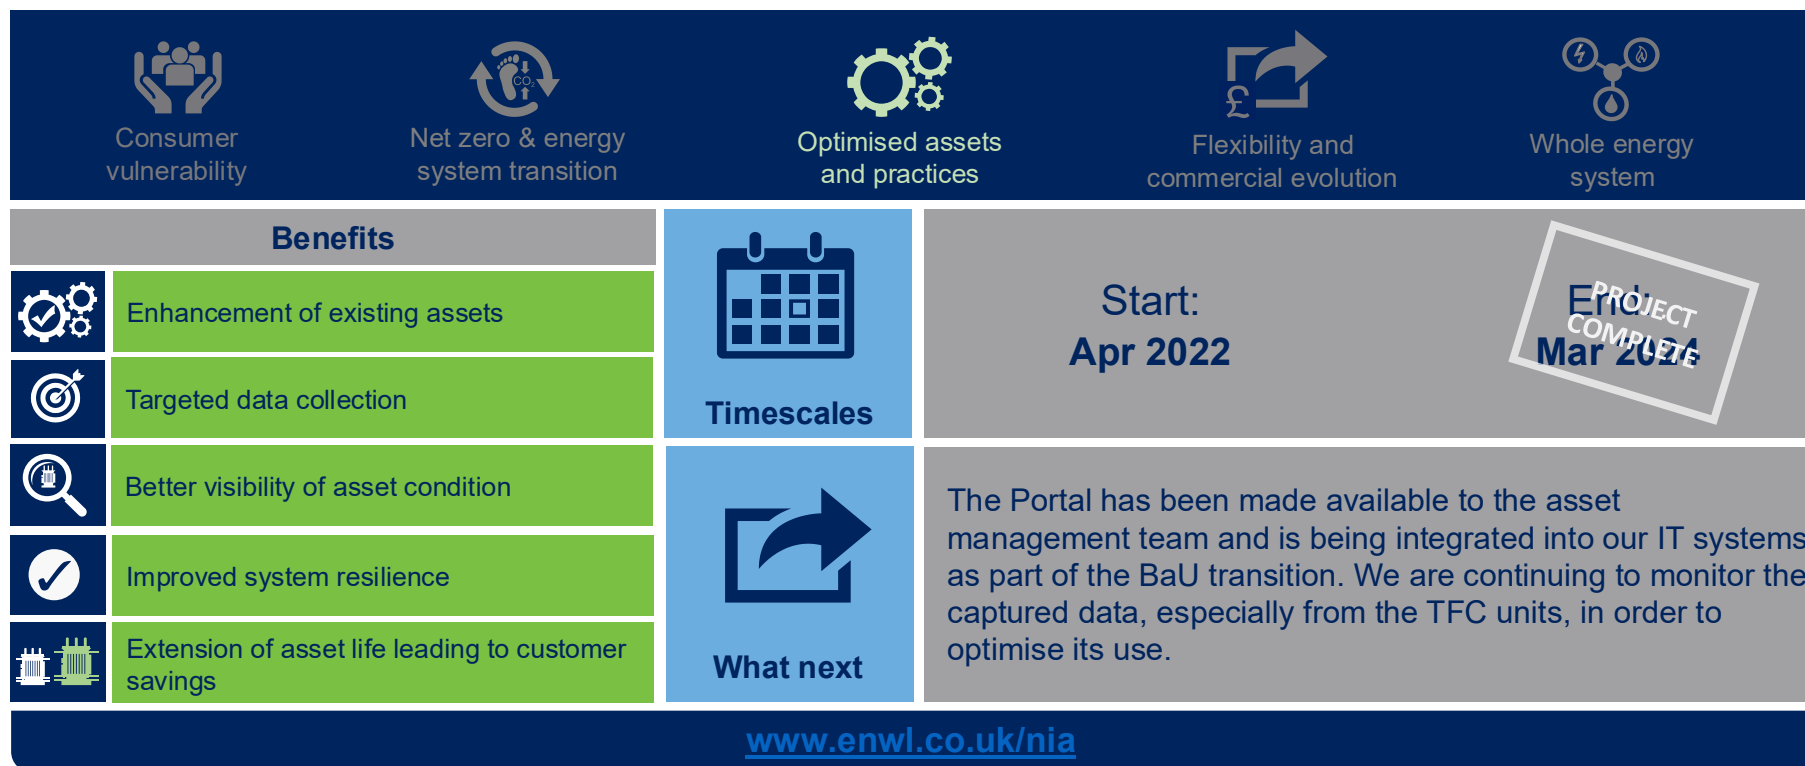 Consumer
vulnerability
CO₂
Net zero & energy
system transition
Optimised assets
and practices
£
Flexibility and
commercial evolution
Whole energy
system
Benefits
Enhancement of existing assets
Targeted data collection
Better visibility of asset condition
Improved system resilience
Extension of asset life leading to customer
savings
Timescales
Start:
Apr 2022
End:
Mar 2024
PROJECT
COMPLETE
What next
The Portal has been made available to the asset
management team and is being integrated into our IT systems
as part of the BaU transition. We are continuing to monitor the
captured data, especially from the TFC units, in order to
optimise its use.
www.enwl.co.uk/nia